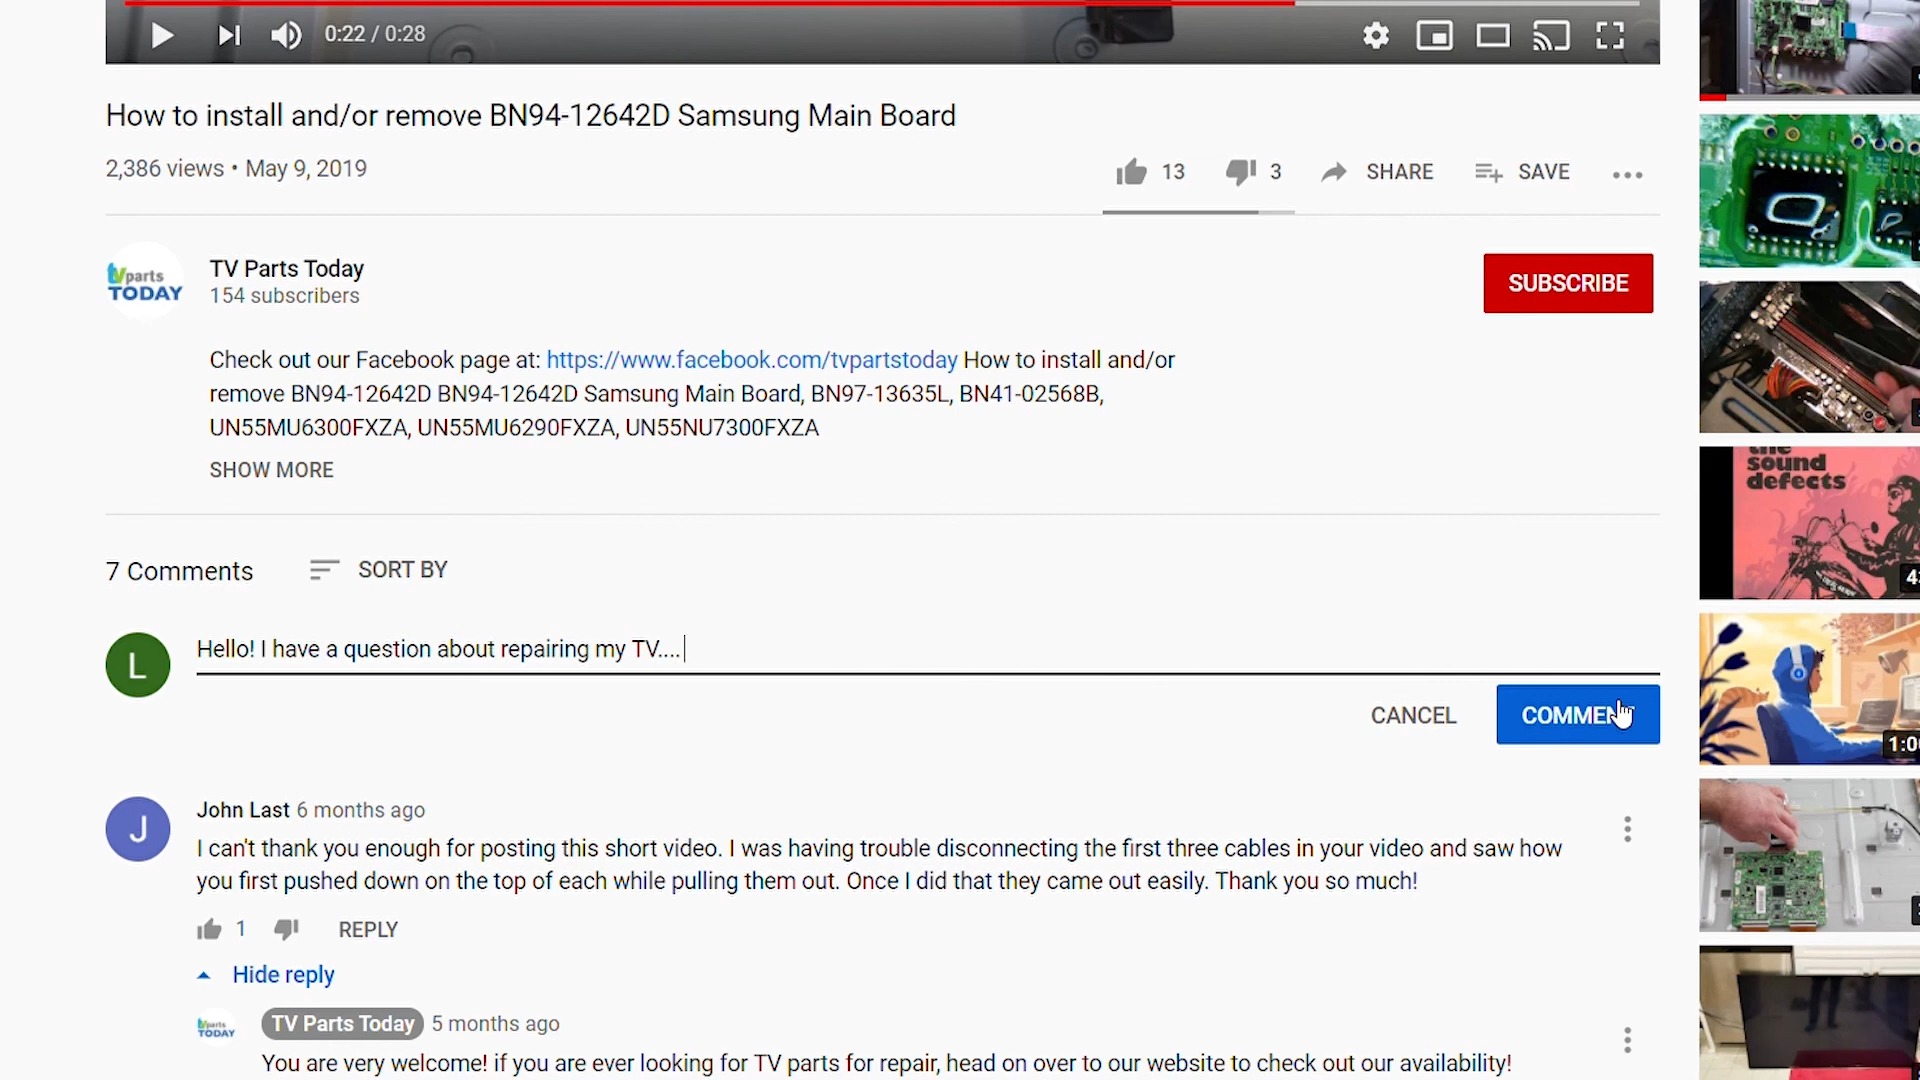 0:22 / 0:28
How to install and/or remove BN94-12642D Samsung Main Board
2,386 views • May 9, 2019
13
3
SHARE
SAVE
tvparts
TODAY
TV Parts Today
154 subscribers
SUBSCRIBE
Check out our Facebook page at: https://www.facebook.com/tvpartstoday How to install and/or
remove BN94-12642D BN94-12642D Samsung Main Board, BN97-13635L, BN41-02568B,
UN55MU6300FXZA, UN55MU6290FXZA, UN55NU7300FXZA
SHOW MORE
7 Comments
SORT BY
L
Hello! I have a question about repairing my TV....
CANCEL
COMMENT
J
John Last 6 months ago
I can't thank you enough for posting this short video. I was having trouble disconnecting the first three cables in your video and saw how
you first pushed down on the top of each while pulling them out. Once I did that they came out easily. Thank you so much!
1
REPLY
Hide reply
tvparts
TODAY
TV Parts Today 5 months ago
You are very welcome! if you are ever looking for TV parts for repair, head on over to our website to check out our availability!
the
sound
defects